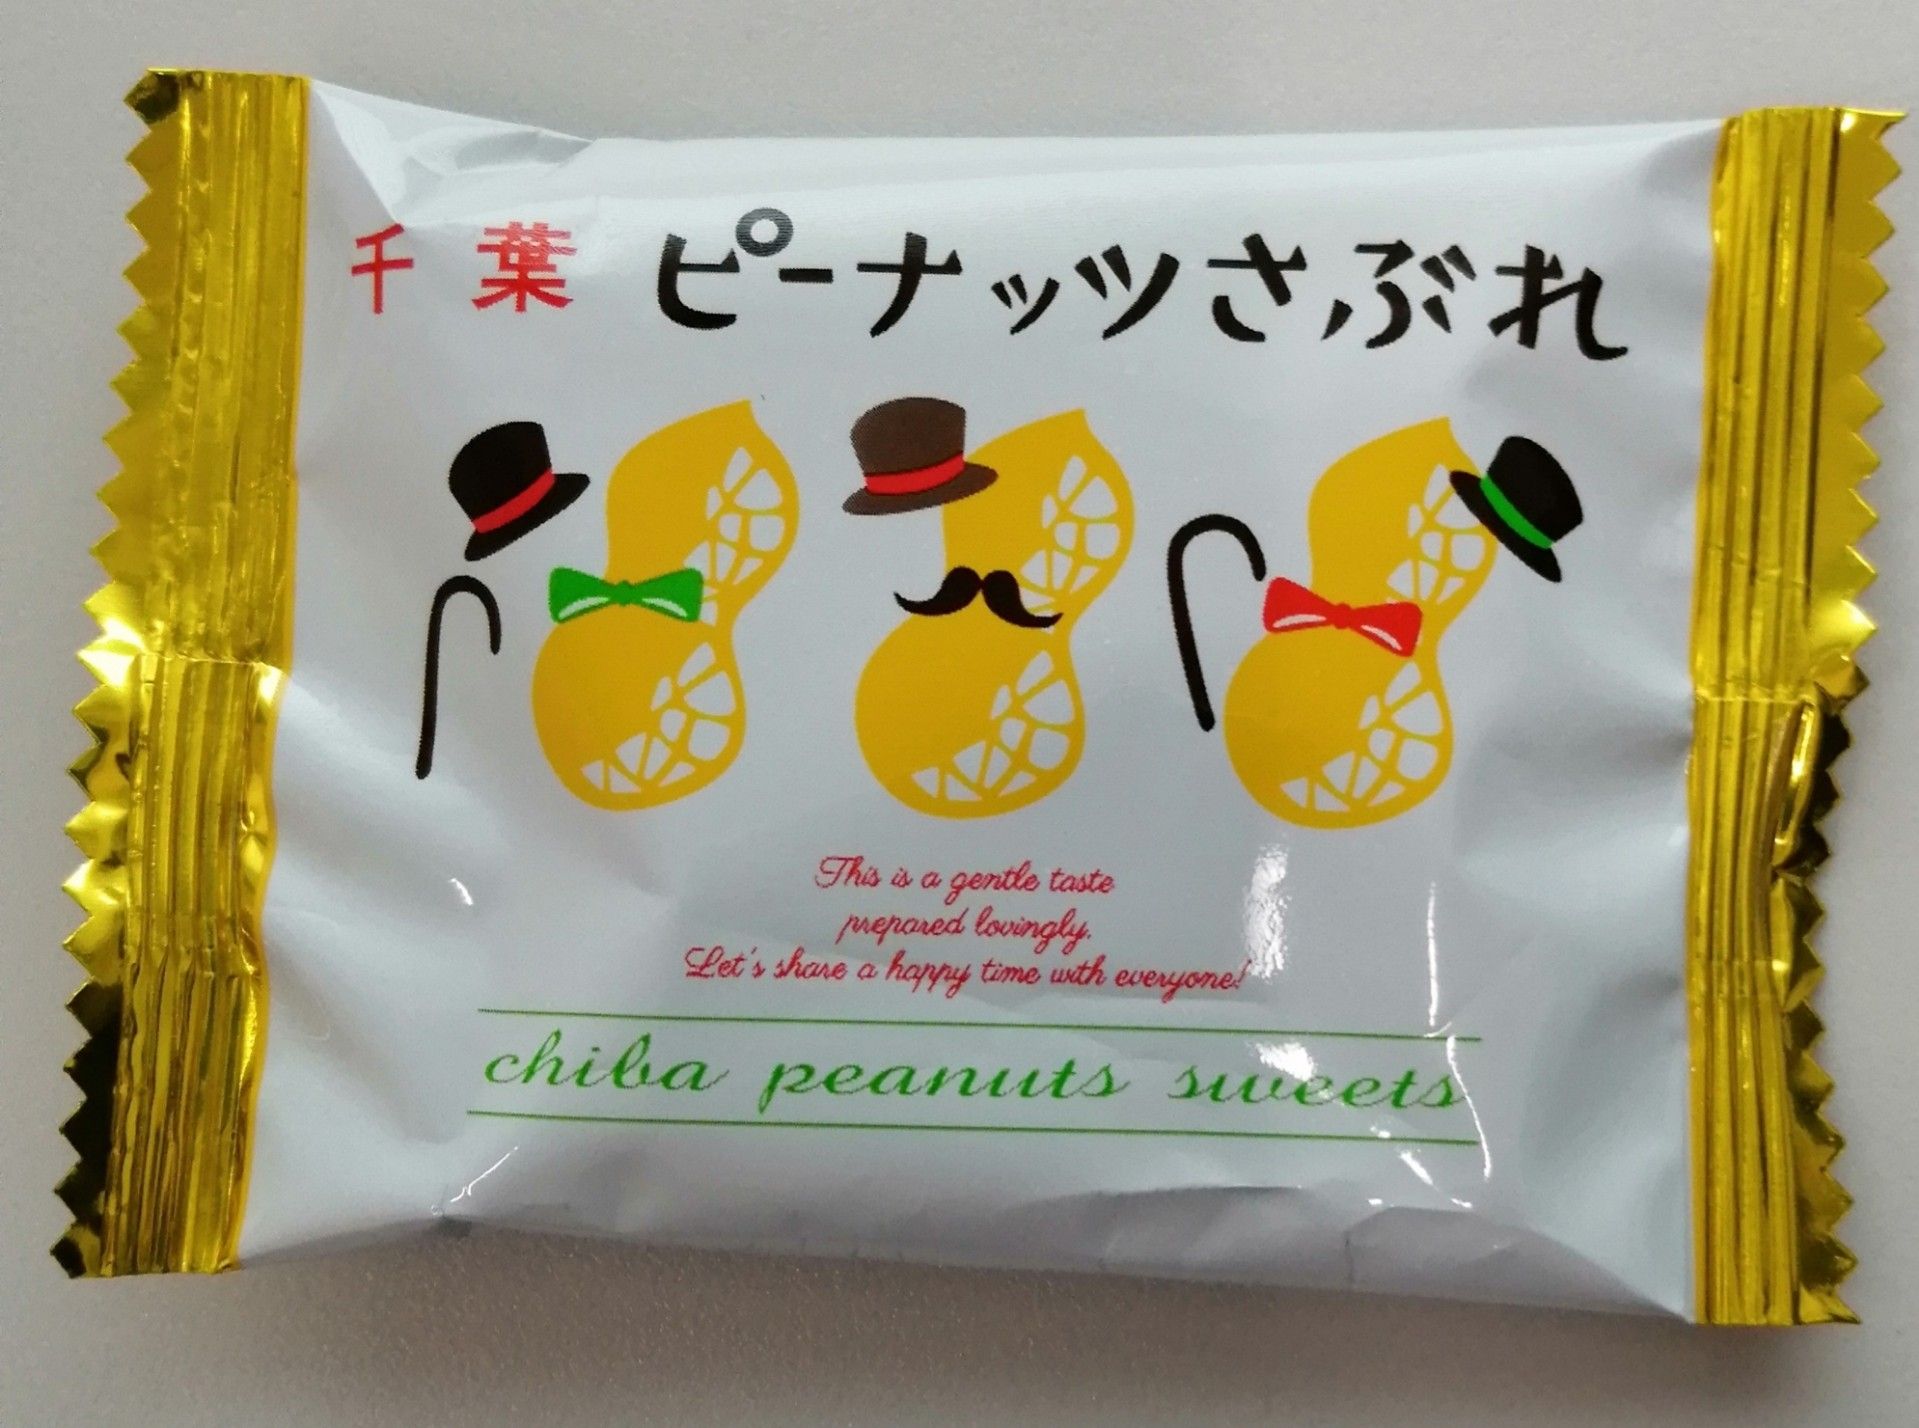 千葉 ピーナッツさぶれ
This is a gentle taste
prepared lovingly.
Let's share a happy time with everyone!
chiba peanuts sweets